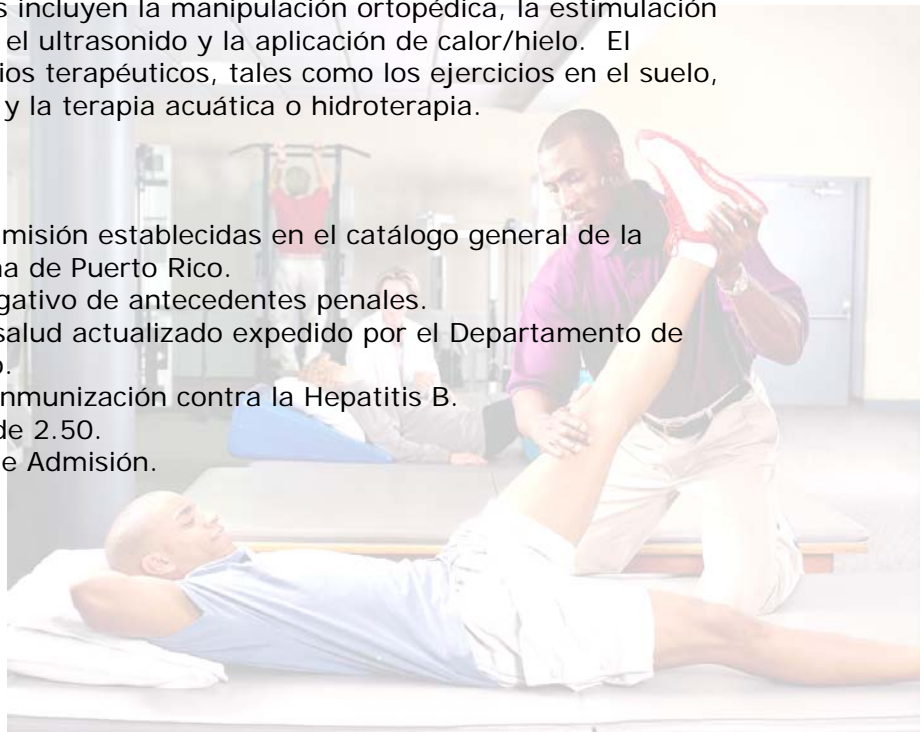 s incluyen la manipulación ortopédica, la estimulación
el ultrasonido y la aplicación de calor/hielo. El
ios terapéuticos, tales como los ejercicios en el suelo,
y la terapia acuática o hidroterapia.
misión establecidas en el catálogo general de la
na de Puerto Rico.
gativo de antecedentes penales.
salud actualizado expedido por el Departamento de
o.
nmunización contra la Hepatitis B.
de 2.50.
e Admisión.